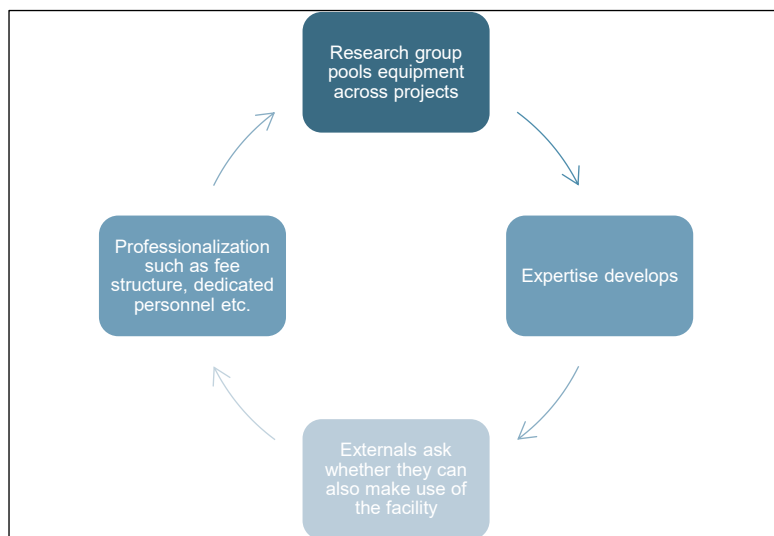 Research group
pools equipment
across projects
Expertise develops
Externals ask
whether they can
also make use of
the facility
Professionalization
such as fee
structure, dedicated
personnel etc.